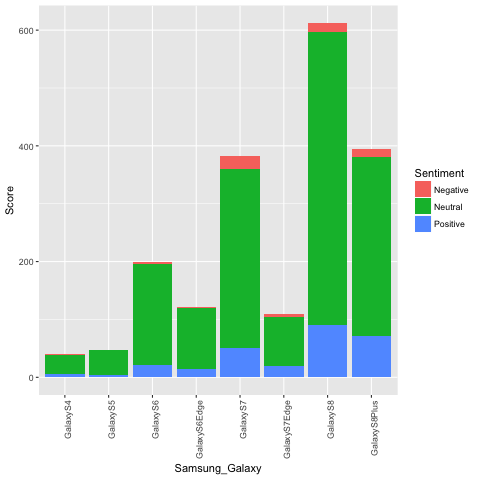 600
400
200
0
Score
GalaxyS4
GalaxyS5
GalaxyS6
GalaxyS6Edge
GalaxyS7
GalaxyS7Edge
GalaxyS8
GalaxyS8Plus
Samsung_Galaxy
Sentiment
Negative
Neutral
Positive